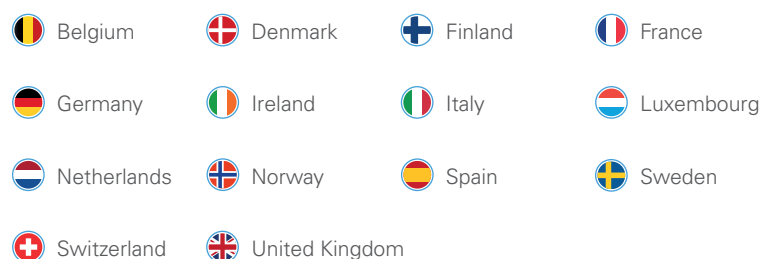 Belgium Denmark Finland France
Germany Ireland Italy Luxembourg
Netherlands Norway Spain Sweden
Switzerland United Kingdom